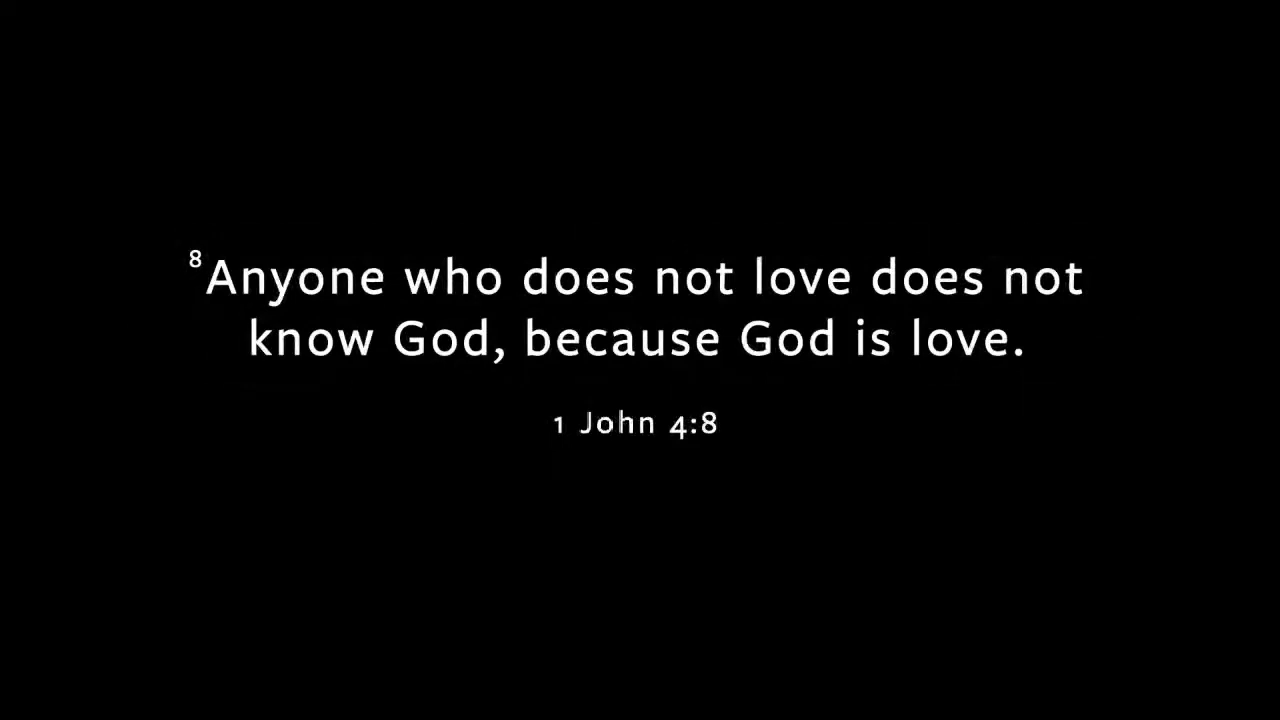 ⁸Anyone who does not love does not
know God, because God is love.
1 John 4:8